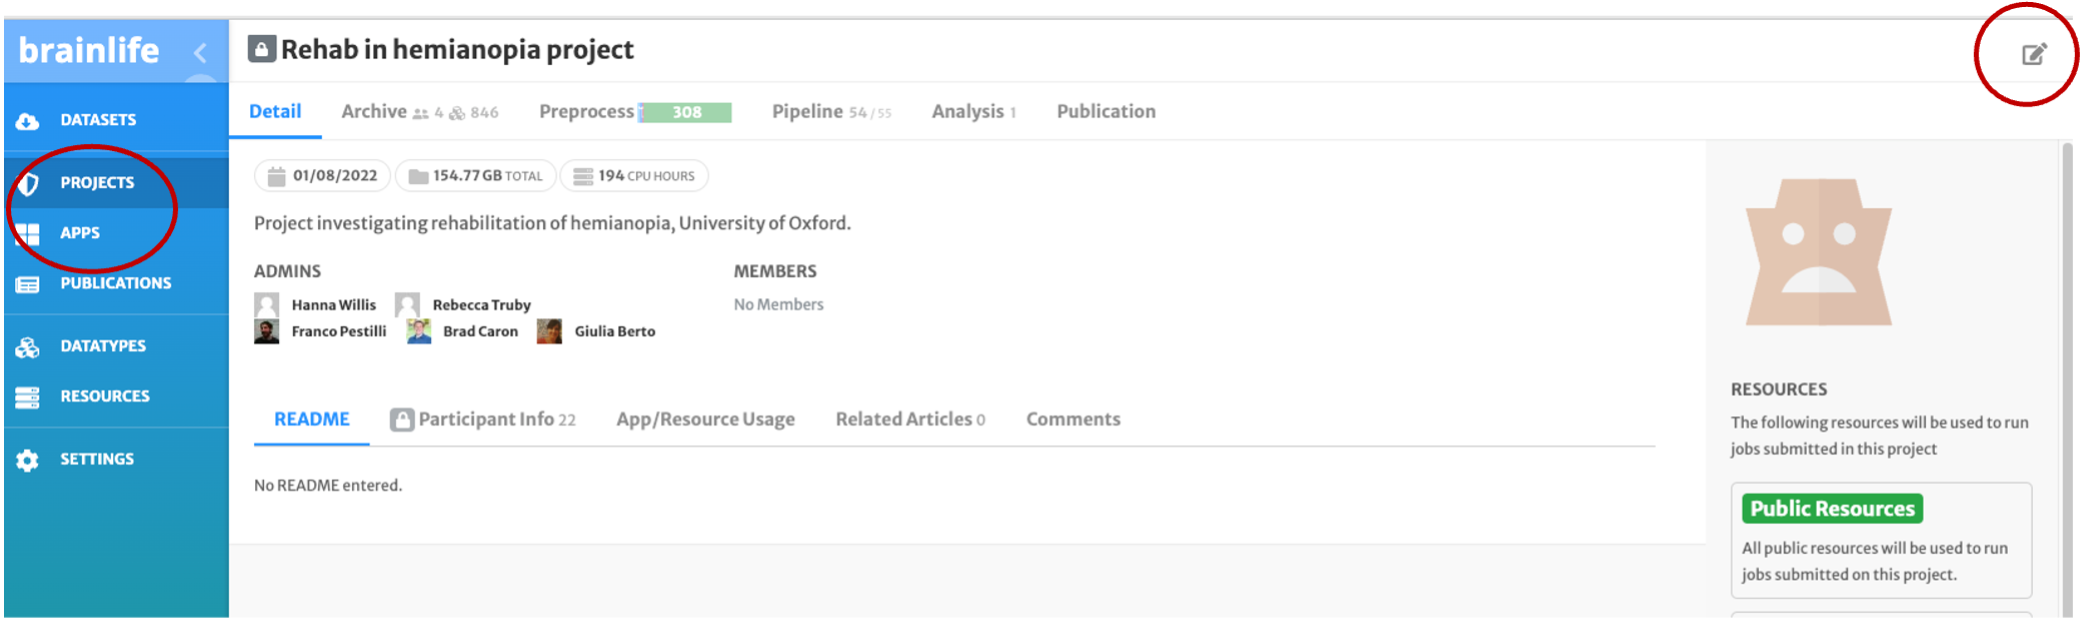 brainlife
DATASETS
PROJECTS
APPS
PUBLICATIONS
DATATYPES
RESOURCES
SETTINGS
Rehab in hemianopia project
Detail Archive 4 846 Preprocess 308 Pipeline 54/55 Analysis 1 Publication
01/08/2022 154.77 GB TOTAL 194 CPU HOURS
Project investigating rehabilitation of hemianopia, University of Oxford.
ADMINS
Hanna Willis Rebecca Truby
Franco Pestilli Brad Caron Giulia Berto
MEMBERS
No Members
README Participant Info 22 App/Resource Usage Related Articles 0 Comments
No README entered.
RESOURCES
The following resources will be used to run
jobs submitted in this project
Public Resources
All public resources will be used to run
jobs submitted on this project.